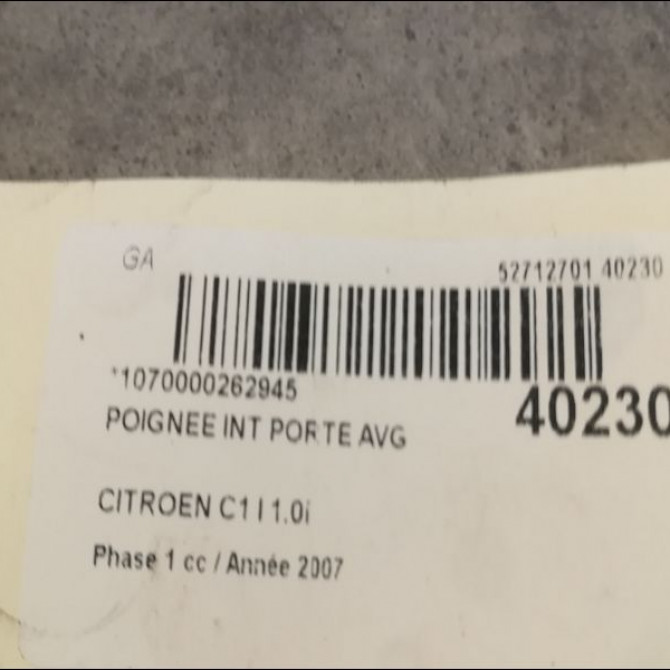 GA
52712701 40230
*1070000262945
40230
POIGNEE INT PORTE AVG
CITROEN C1 I 1.0i
Phase 1 cc / Année 2007